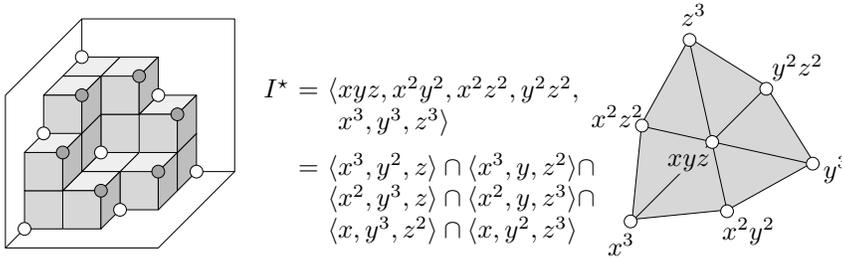 I⋆ = ⟨xyz, x²y², x²z², y²z²,
x³, y³, z³⟩
= ⟨x³, y², z⟩ ∩ ⟨x³, y, z²⟩∩
⟨x², y³, z⟩ ∩ ⟨x², y, z³⟩∩
⟨x, y³, z²⟩ ∩ ⟨x, y², z³⟩
z³
y²z²
x²z²
xyz
y³
x²y²
x³